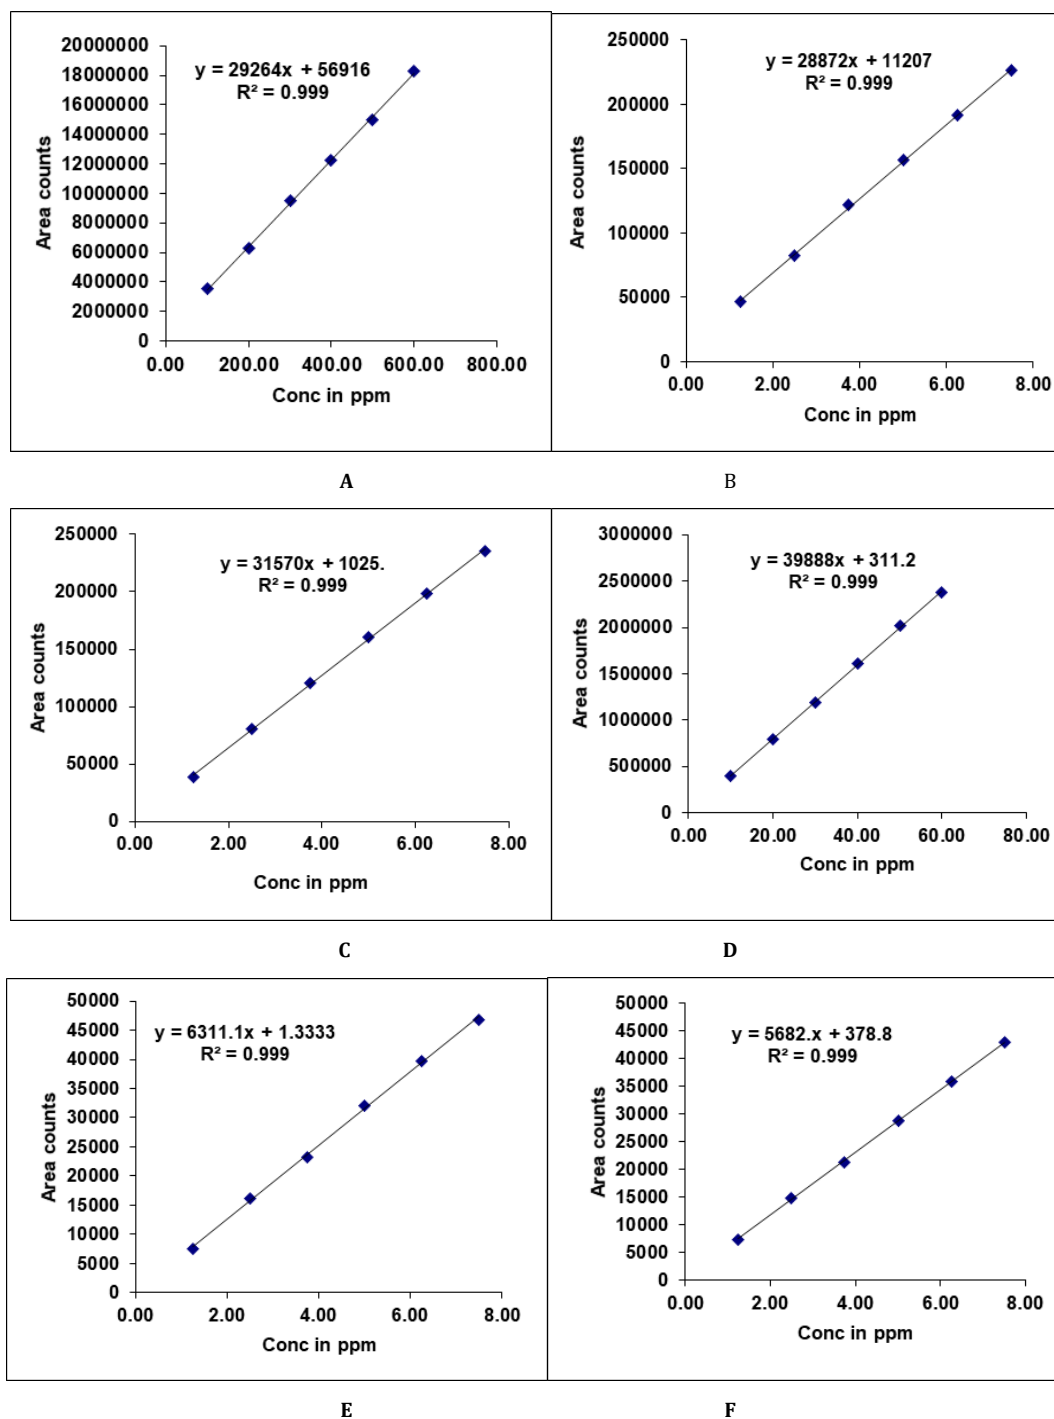 20000000
18000000
16000000
14000000
12000000
10000000
8000000
6000000
4000000
2000000
0
y = 29264x + 56916
R² = 0.999
Area counts
0.00 200.00 400.00 600.00 800.00
Conc in ppm
250000
200000
150000
100000
50000
0
y = 28872x + 11207
R² = 0.999
Area counts
0.00 2.00 4.00 6.00 8.00
Conc in ppm
A B
250000
200000
150000
100000
50000
0
y = 31570x + 1025.
R² = 0.999
Area counts
0.00 2.00 4.00 6.00 8.00
Conc in ppm
3000000
2500000
2000000
1500000
1000000
500000
0
y = 39888x + 311.2
R² = 0.999
Area counts
0.00 20.00 40.00 60.00 80.00
Conc in ppm
C D
50000
45000
40000
35000
30000
25000
20000
15000
10000
5000
0
y = 6311.1x + 1.3333
R² = 0.999
Area counts
0.00 2.00 4.00 6.00 8.00
Conc in ppm
50000
45000
40000
35000
30000
25000
20000
15000
10000
5000
0
y = 5682.x + 378.8
R² = 0.999
Area counts
0.00 2.00 4.00 6.00 8.00
Conc in ppm
E F